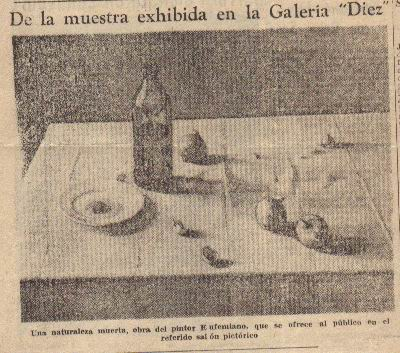 De la muestra exhibida en la Galería "Diez"
Una naturaleza muerta, obra del pintor Eufemiano, que se ofrece al público en el
referido salón pictórico